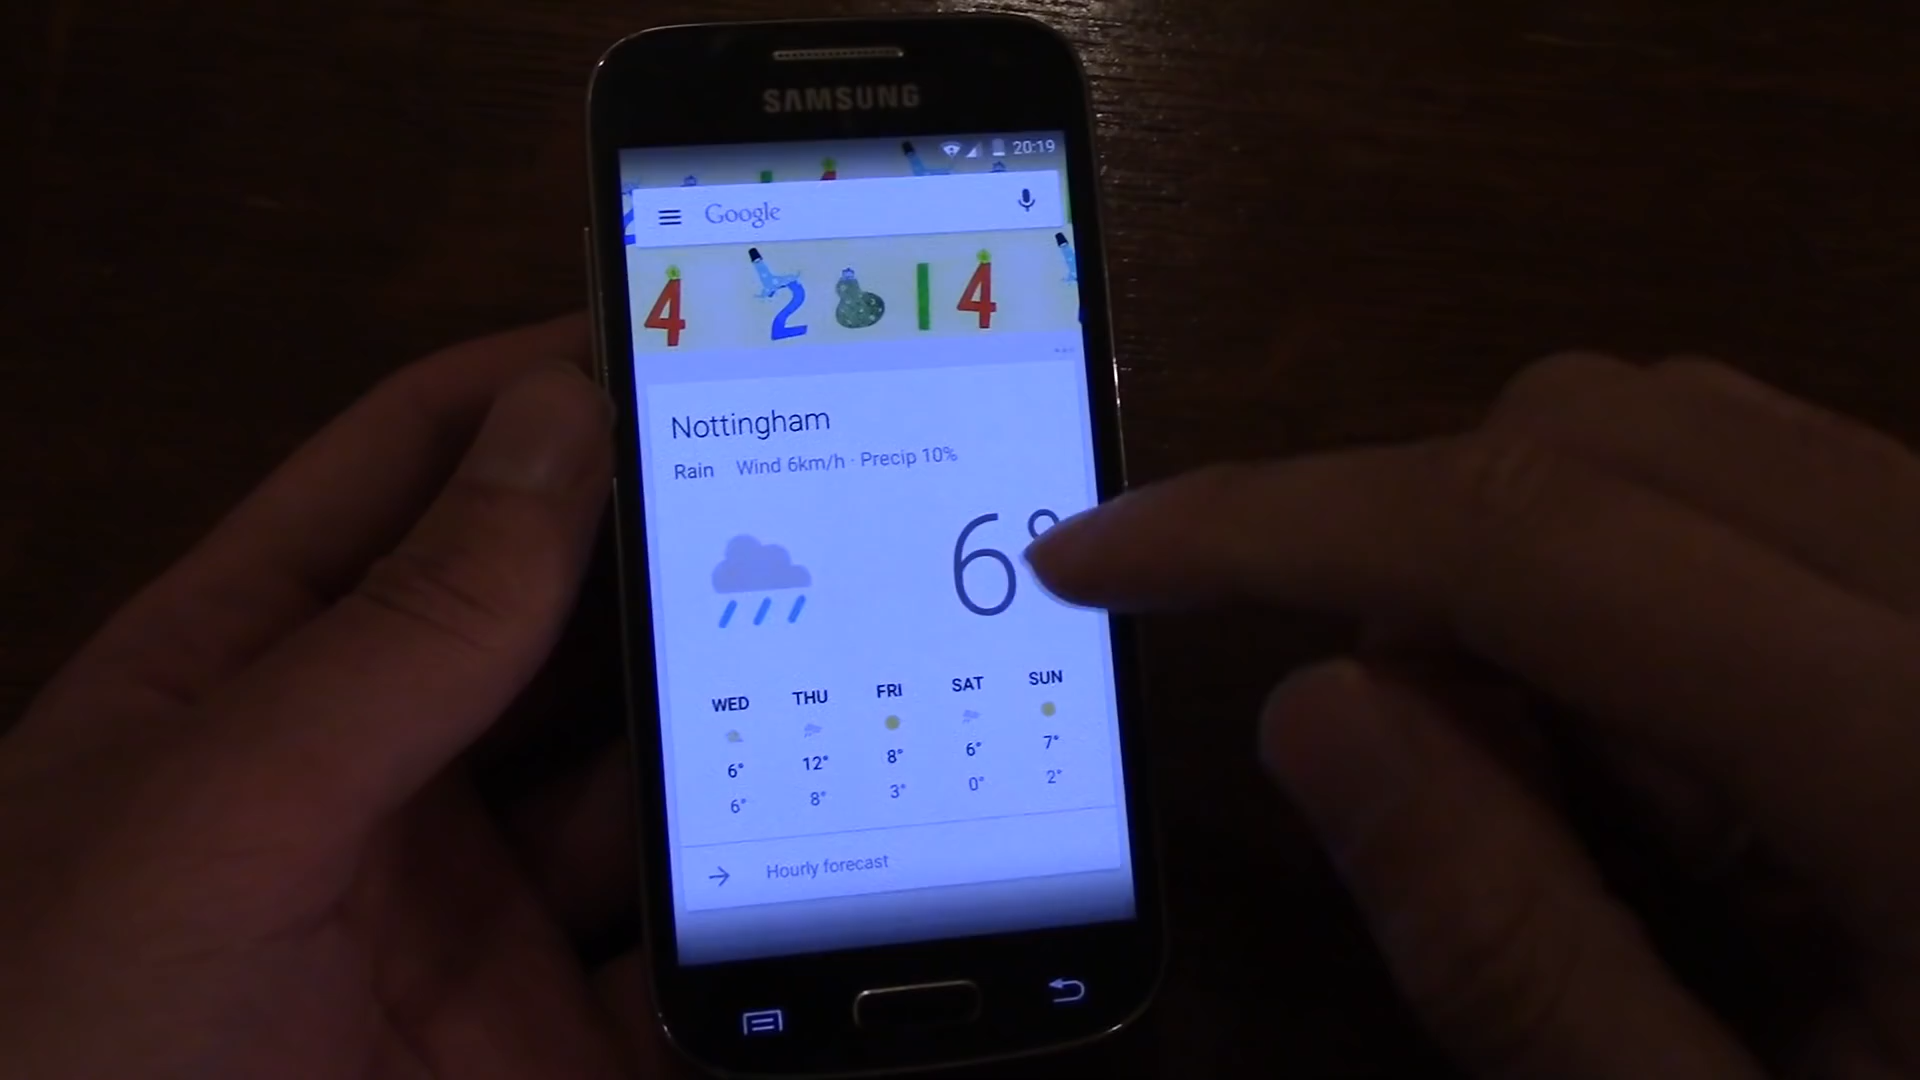 SAMSUNG
20:19
Google
4 2 1 4
Nottingham
Rain Wind 6km/h · Precip 10%
6°
WED THU FRI SAT SUN
6° 12° 8° 6° 7°
6° 8° 3° 0° 2°
Hourly forecast